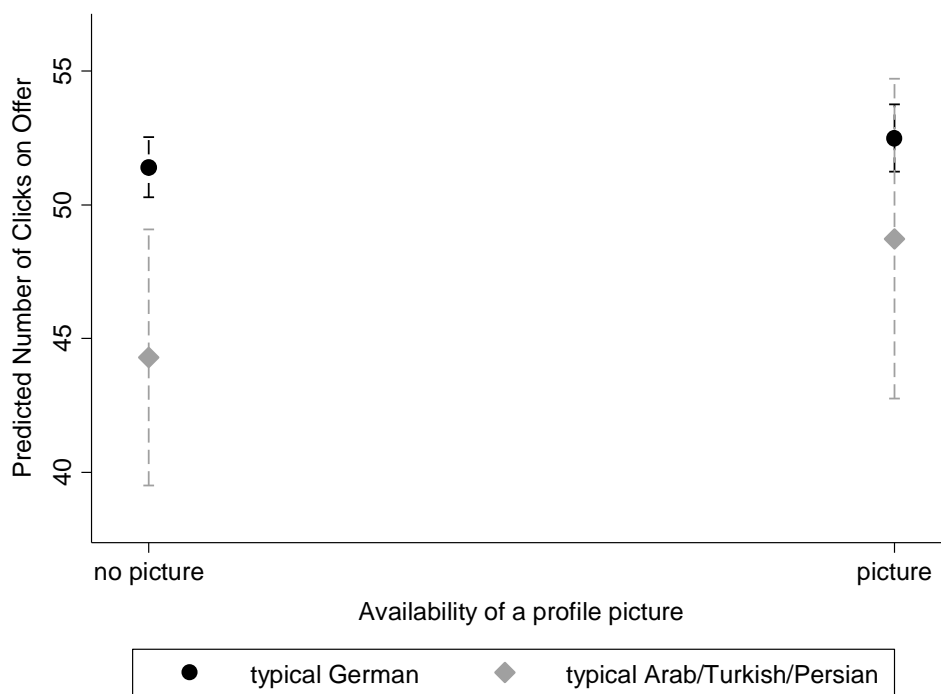 Predicted Number of Clicks on Offer
55
50
45
40
no picture
picture
Availability of a profile picture
typical German
typical Arab/Turkish/Persian